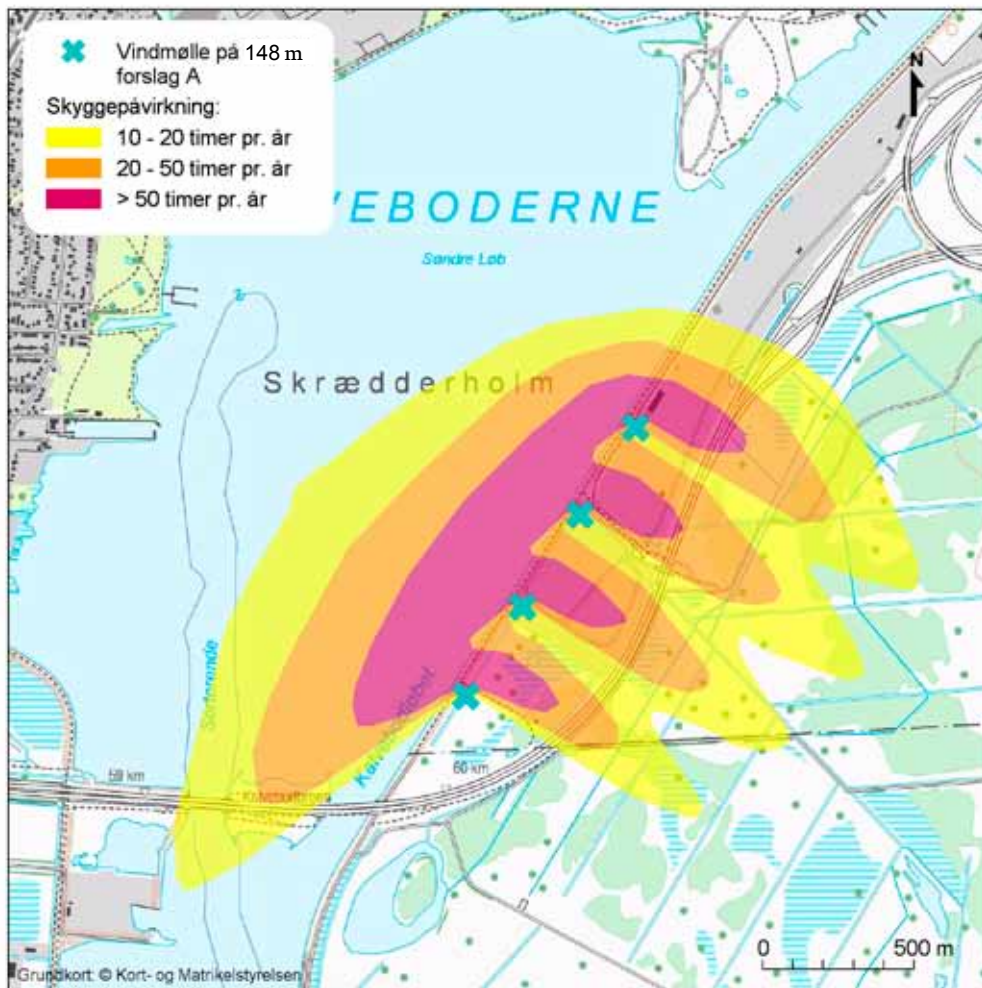 Vindmølle på 148 m
forslag A
Skyggepåvirkning:
10 - 20 timer pr. år
20 - 50 timer pr. år
> 50 timer pr. år
N
VEBODERNE
Søndre Løb
Skrædderholm
59 km
60 km
0 500 m
Grundkort: © Kort- og Matrikelstyrelsen